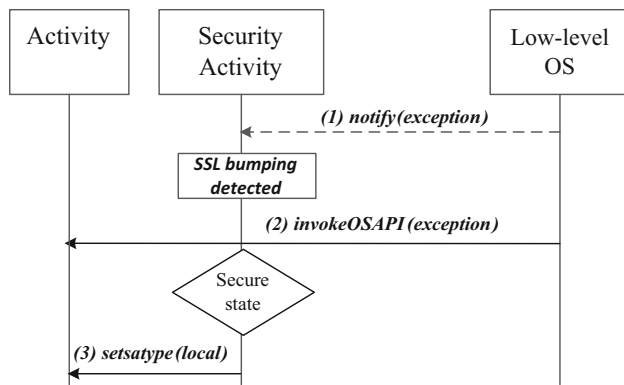 Activity
Security
Activity
Low-level
OS
(1) notify(exception)
SSL bumping
detected
(2) invokeOSAPI(exception)
Secure
state
(3) setsatype(local)